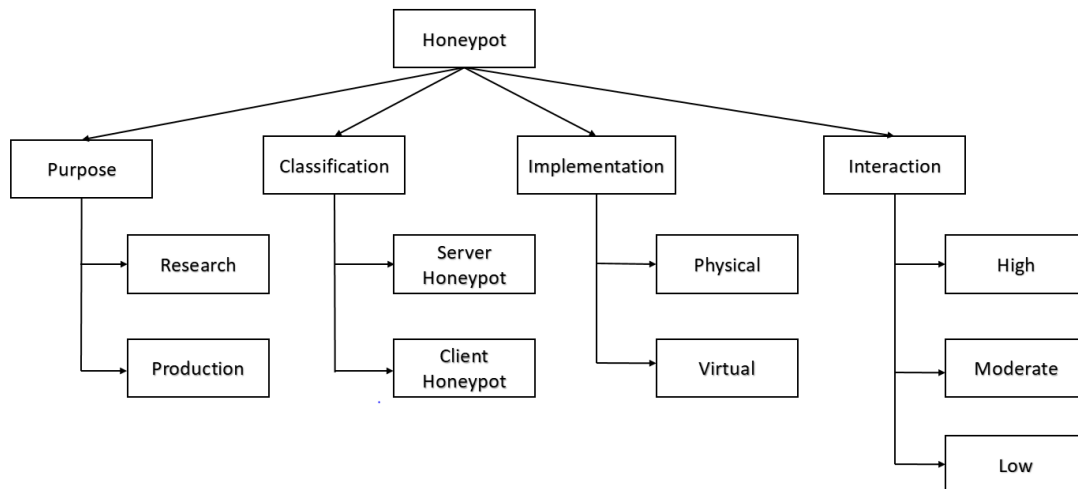 Honeypot
Purpose
Classification
Implementation
Interaction
Research
Server
Honeypot
Physical
High
Production
Client
Honeypot
Virtual
Moderate
Low